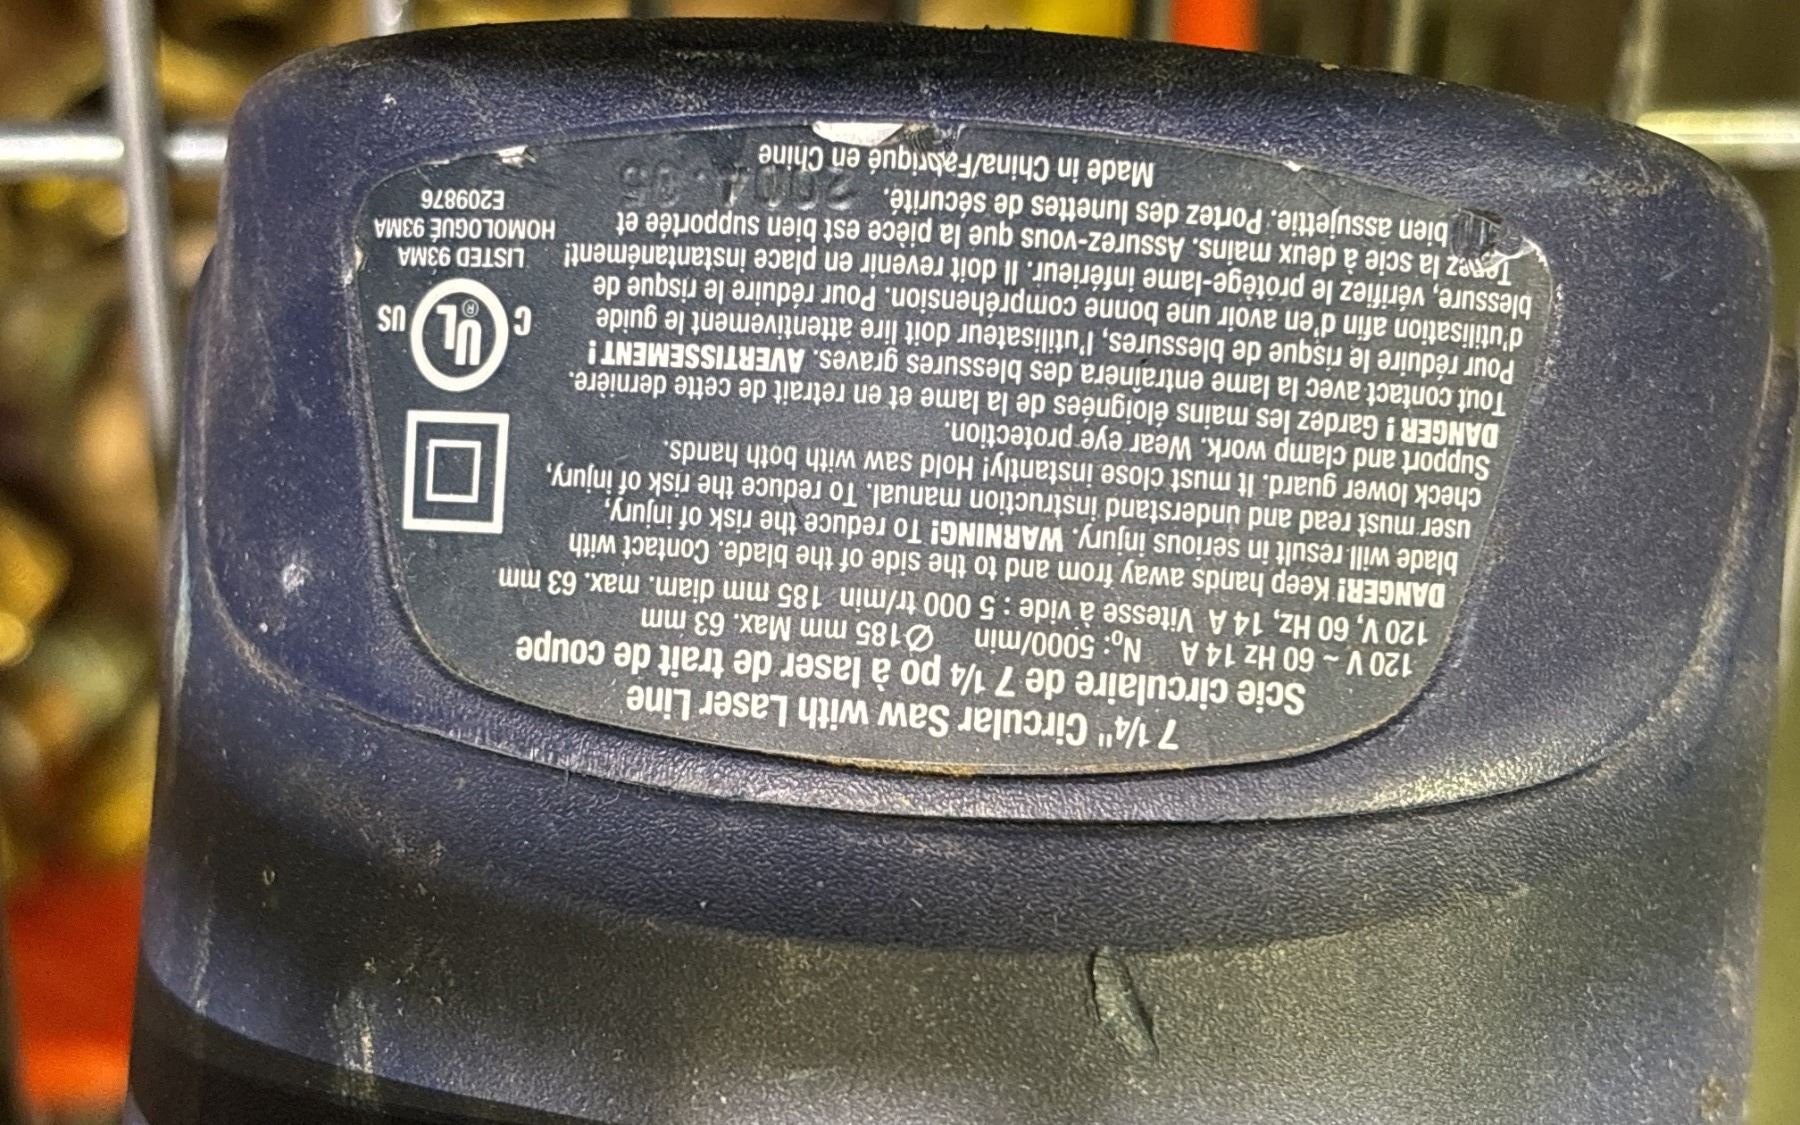 7 1/4" Circular Saw with Laser Line
Scie circulaire de 7 1/4 po à laser de trait de coupe
120 V ~ 60 Hz 14 A N₀: 5000/min Ø185 mm Max. 63 mm
120 V, 60 Hz, 14 A Vitesse à vide : 5 000 tr/min 185 mm diam. max. 63 mm
DANGER! Keep hands away from and to the side of the blade. Contact with
blade will result in serious injury. WARNING! To reduce the risk of injury,
user must read and understand instruction manual. To reduce the risk of injury,
check lower guard. It must close instantly! Hold saw with both hands.
Support and clamp work. Wear eye protection.
DANGER ! Gardez les mains éloignées de la lame et en retrait de cette dernière.
Tout contact avec la lame entraînera des blessures graves. AVERTISSEMENT !
Pour réduire le risque de blessures, l'utilisateur doit lire attentivement le guide
d'utilisation afin d'en avoir une bonne compréhension. Pour réduire le risque de
blessure, vérifiez le protège-lame inférieur. Il doit revenir en place instantanément!
Tenez la scie à deux mains. Assurez-vous que la pièce est bien supportée et
bien assujettie. Portez des lunettes de sécurité.
Made in China/Fabriqué en Chine
2004.05
C UL® US
LISTED 93MA
HOMOLOGUÉ 93MA
E209876